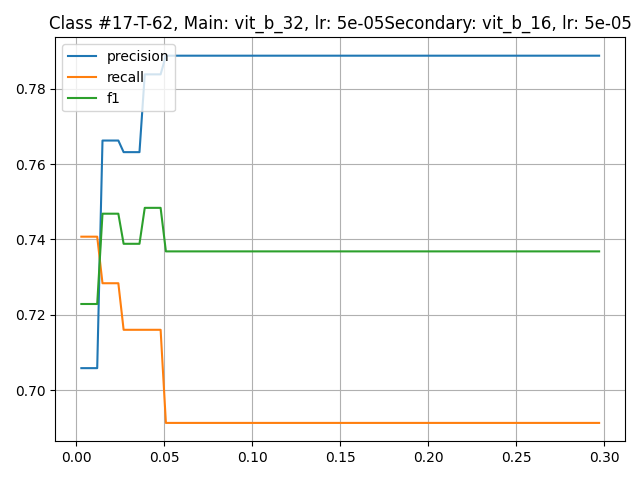 Class #17-T-62, Main: vit_b_32, lr: 5e-05Secondary: vit_b_16, lr: 5e-05
precision
recall
f1
0.78
0.76
0.74
0.72
0.70
0.00 0.05 0.10 0.15 0.20 0.25 0.30